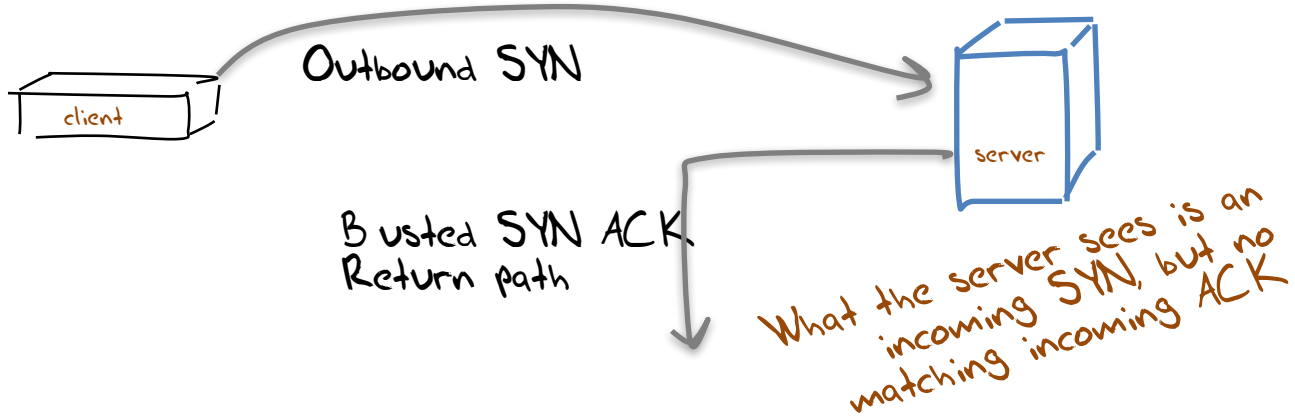 Outbound SYN
client
server
Busted SYN ACK
Return path
What the server sees is an
incoming SYN, but no
matching incoming ACK